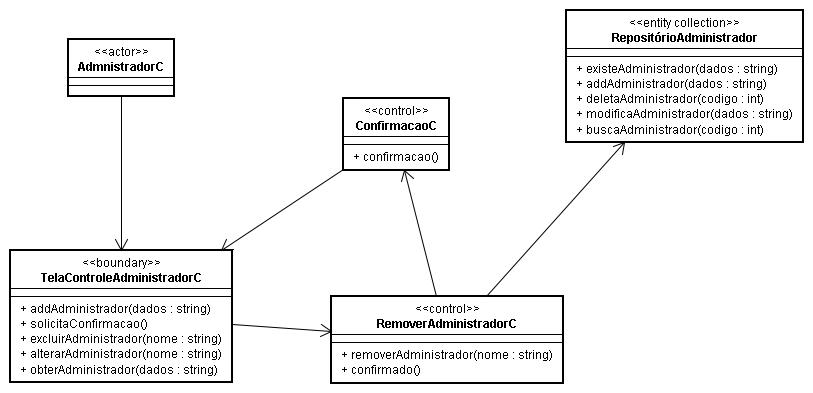 <<actor>>
AdmnistradorC
<<entity collection>>
RepositórioAdministrador
+ existeAdministrador(dados : string)
+ addAdministrador(dados : string)
+ deletaAdministrador(codigo : int)
+ modificaAdministrador(dados : string)
+ buscaAdministrador(codigo : int)
<<control>>
ConfirmacaoC
+ confirmacao()
<<boundary>>
TelaControleAdministradorC
+ addAdministrador(dados : string)
+ solicitaConfirmacao()
+ excluirAdministrador(nome : string)
+ alterarAdministrador(nome : string)
+ obterAdministrador(dados : string)
<<control>>
RemoverAdministradorC
+ removerAdministrador(nome : string)
+ confirmado()